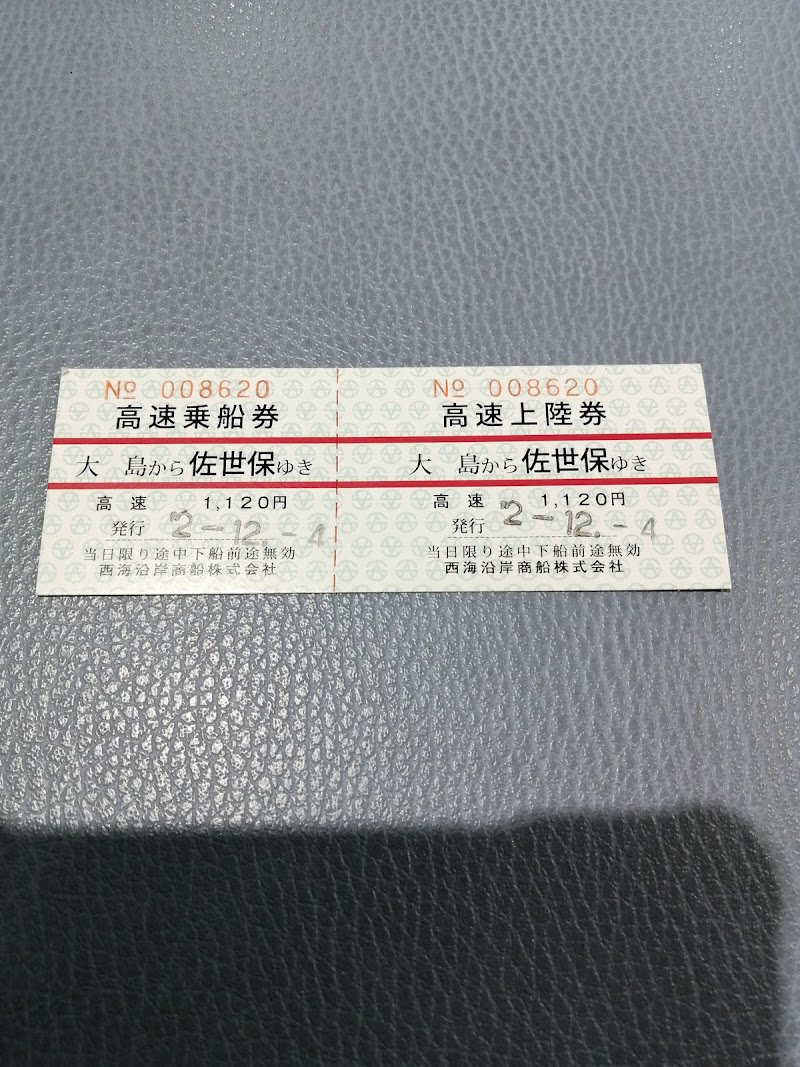 № 008620
高速乗船券
大島から佐世保ゆき
高速 1,120円
発行 2-12.-4
当日限り途中下船前途無効
西海沿岸商船株式会社
№ 008620
高速上陸券
大島から佐世保ゆき
高速 1,120円
発行 2-12.-4
当日限り途中下船前途無効
西海沿岸商船株式会社